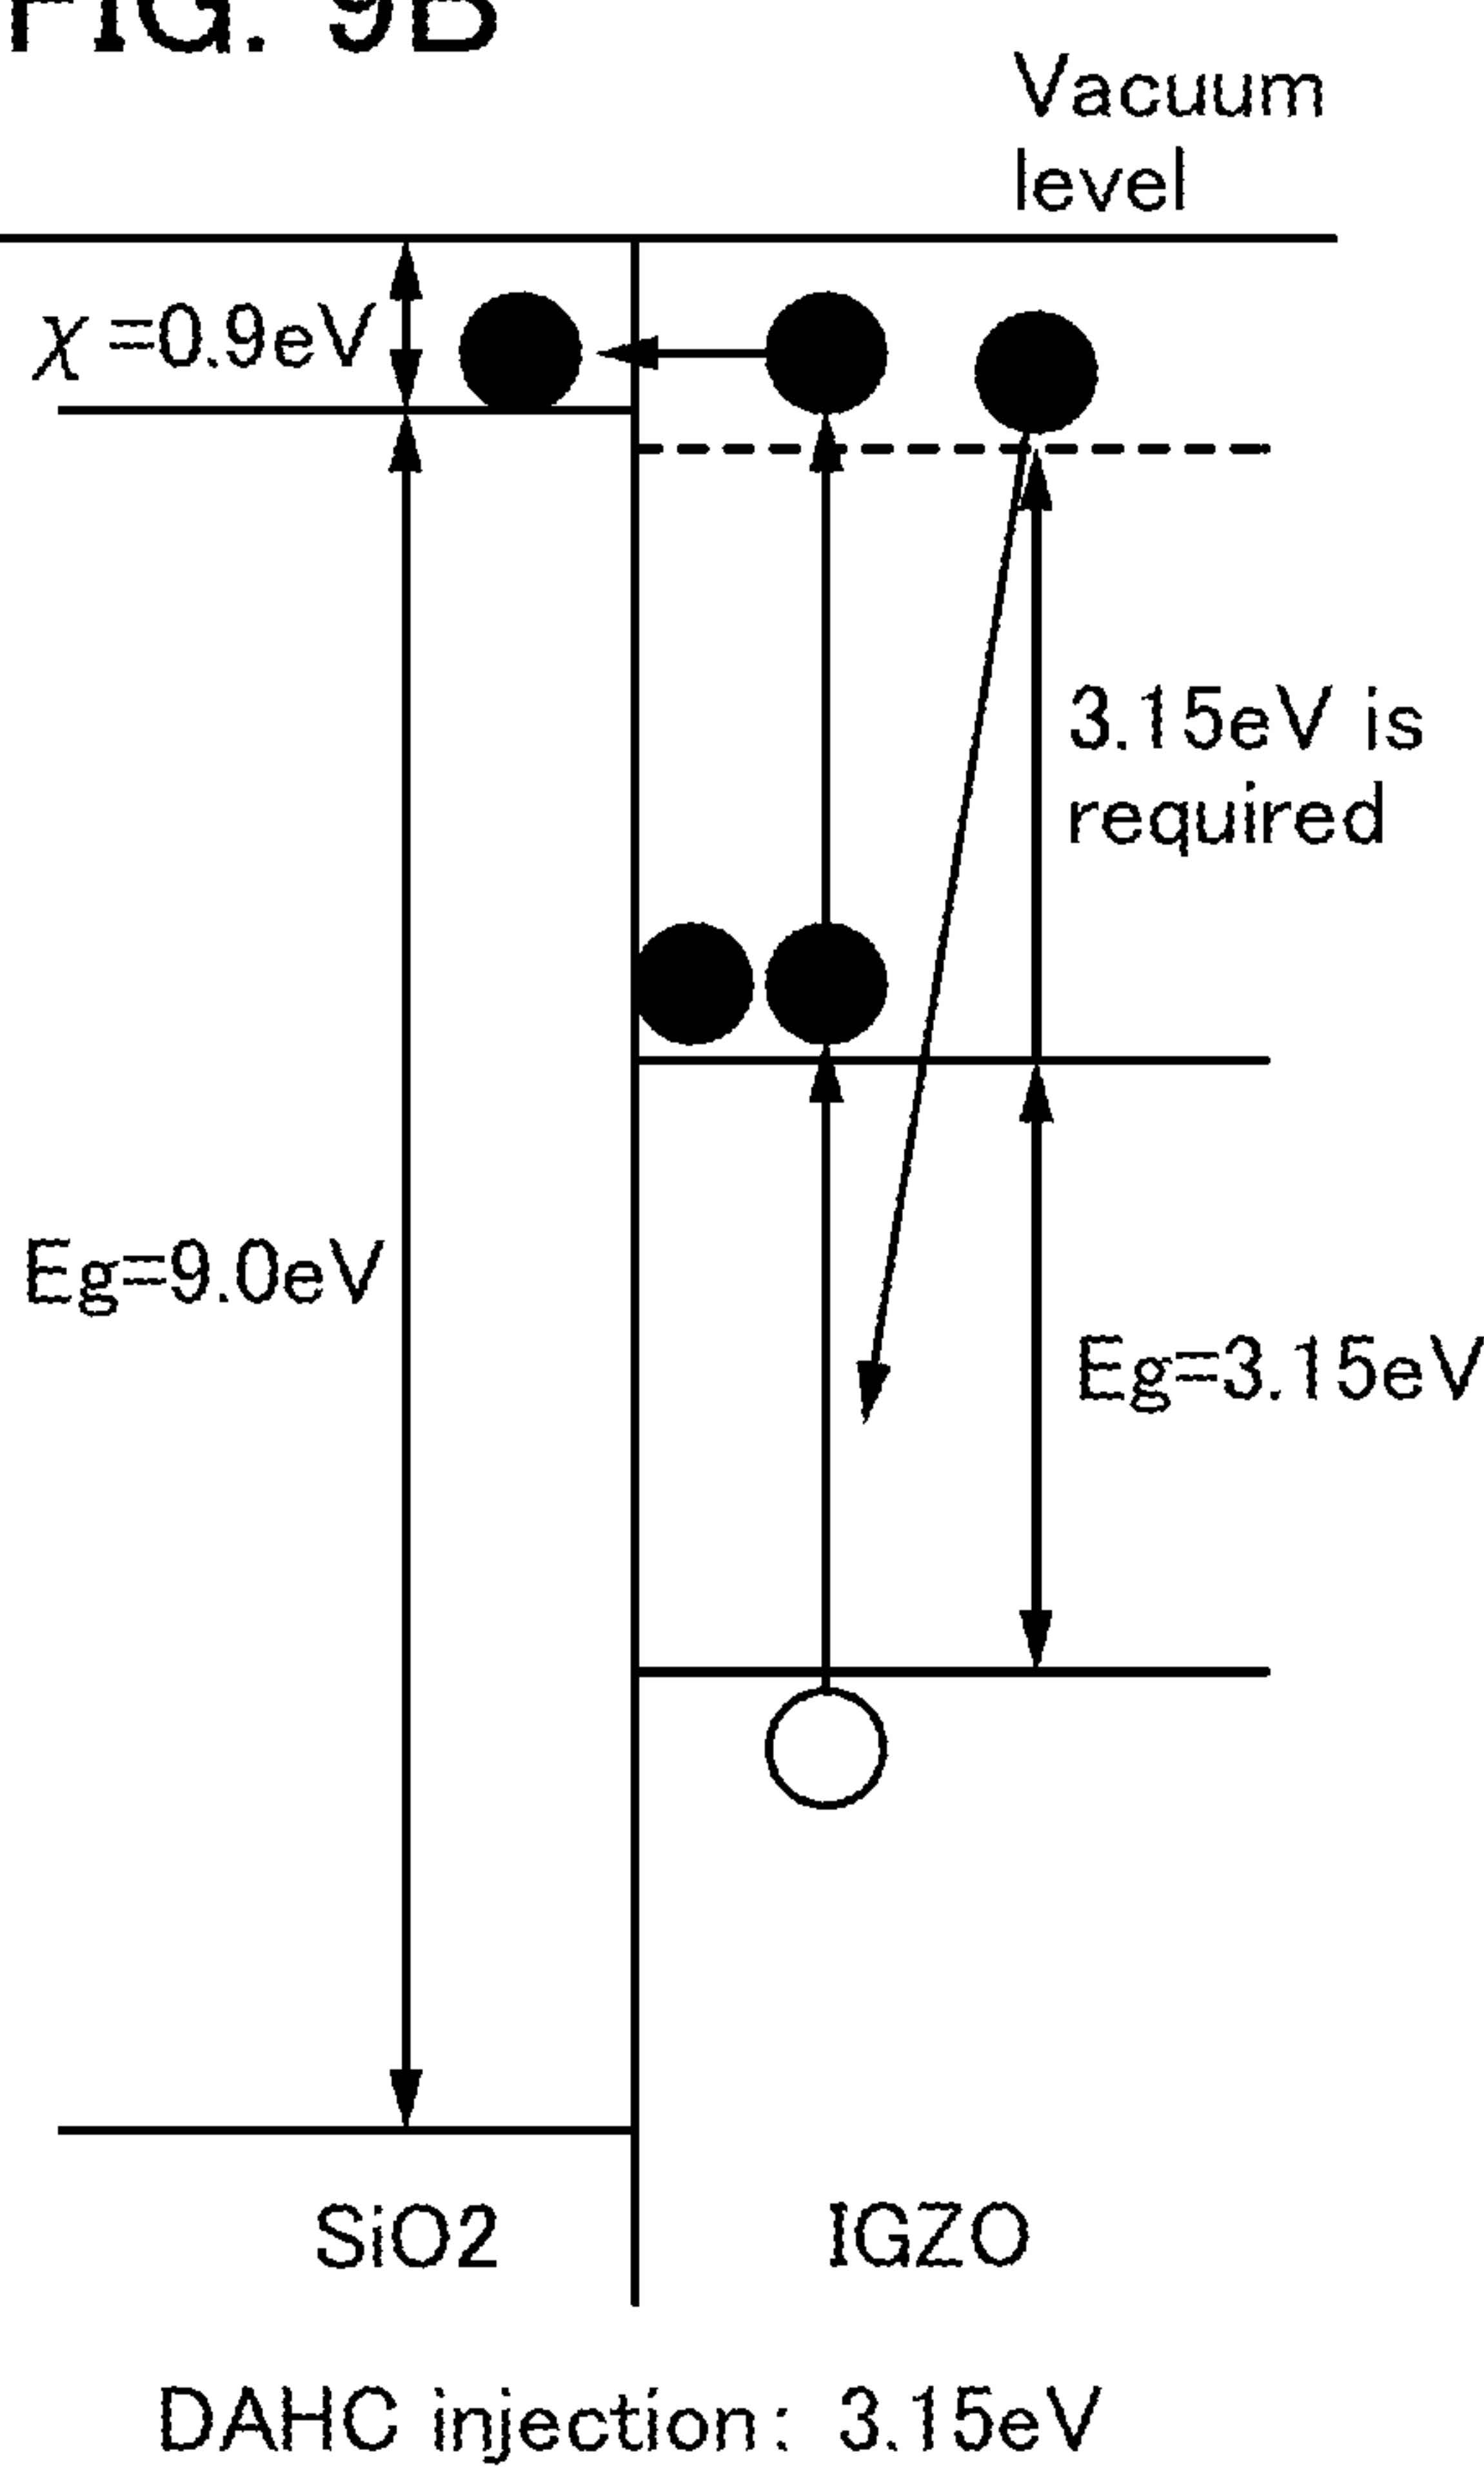 FIG. 9B
Vacuum
level
χ=0.9eV
3.15eV is
required
Eg=9.0eV
Eg=3.15eV
SiO2
IGZO
DAHC injection: 3.15eV